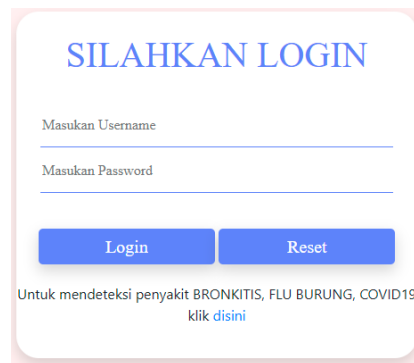 SILAHKAN LOGIN
Masukan Username
Masukan Password
Login Reset
Untuk mendeteksi penyakit BRONKITIS, FLU BURUNG, COVID19
klik disini